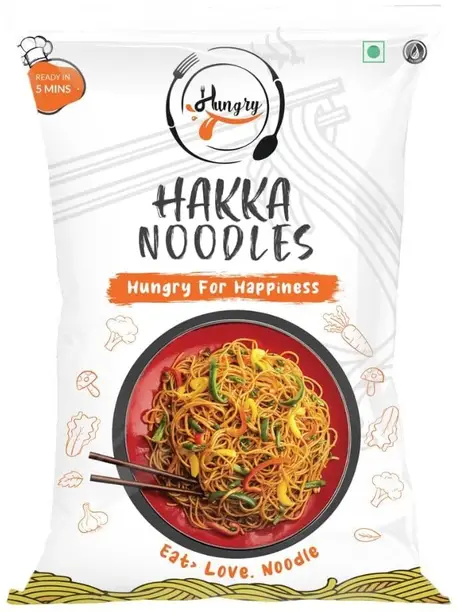 READY IN
5 MINS
Hungry
HAKKA
NOODLES
Hungry For Happiness
Eat, Love. Noodle